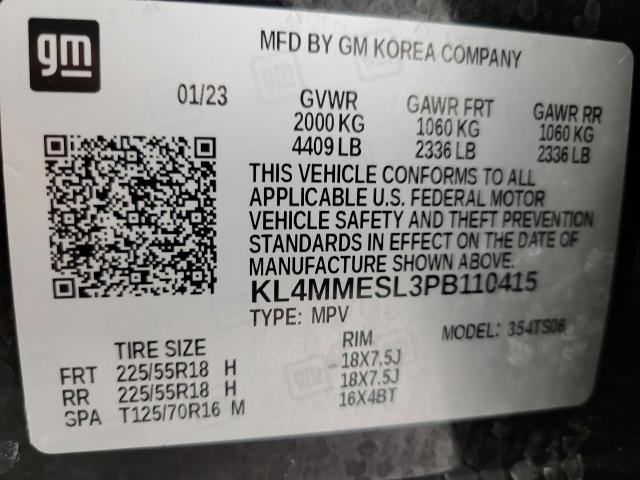 gm
MFD BY GM KOREA COMPANY
01/23 GVWR GAWR FRT GAWR RR
2000 KG 1060 KG 1060 KG
4409 LB 2336 LB 2336 LB
THIS VEHICLE CONFORMS TO ALL
APPLICABLE U.S. FEDERAL MOTOR
VEHICLE SAFETY AND THEFT PREVENTION
STANDARDS IN EFFECT ON THE DATE OF
MANUFACTURE SHOWN ABOVE.
KL4MMESL3PB110415
TYPE: MPV MODEL: 354TS06
TIRE SIZE RIM
FRT 225/55R18 H 18X7.5J
RR 225/55R18 H 18X7.5J
SPA T125/70R16 M 16X4BT